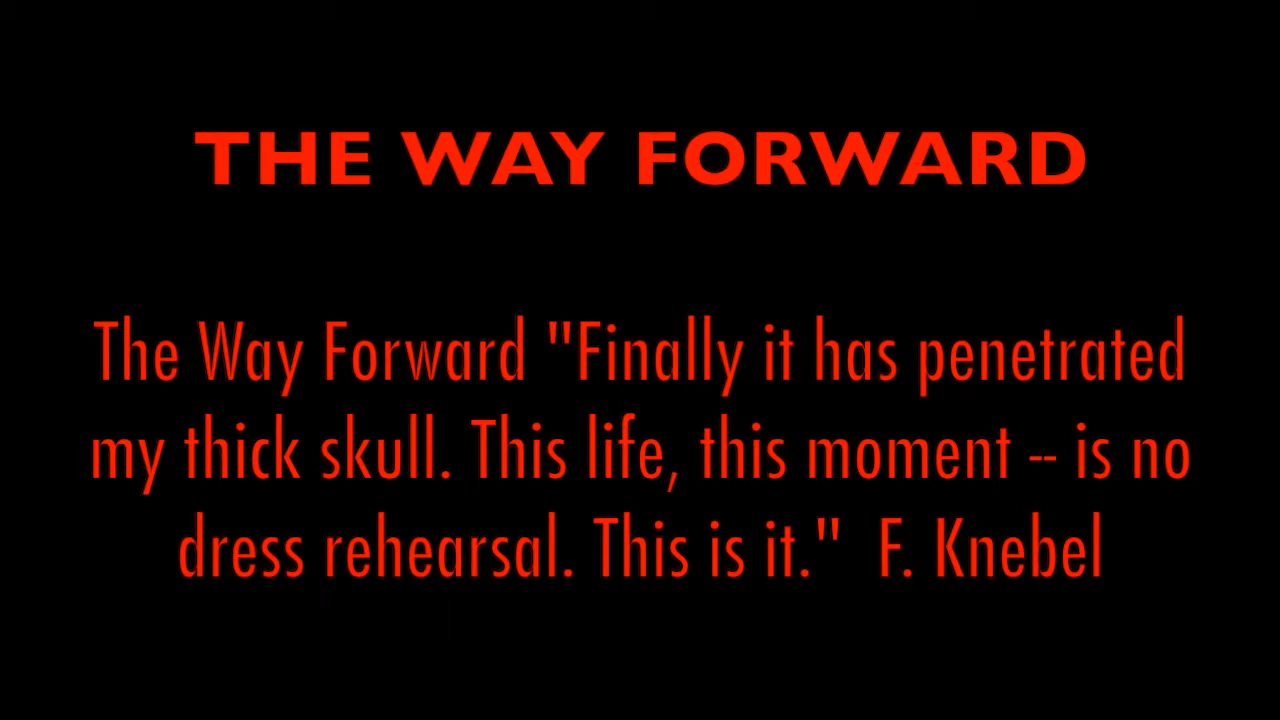 THE WAY FORWARD
The Way Forward "Finally it has penetrated
my thick skull. This life, this moment -- is no
dress rehearsal. This is it."  F. Knebel